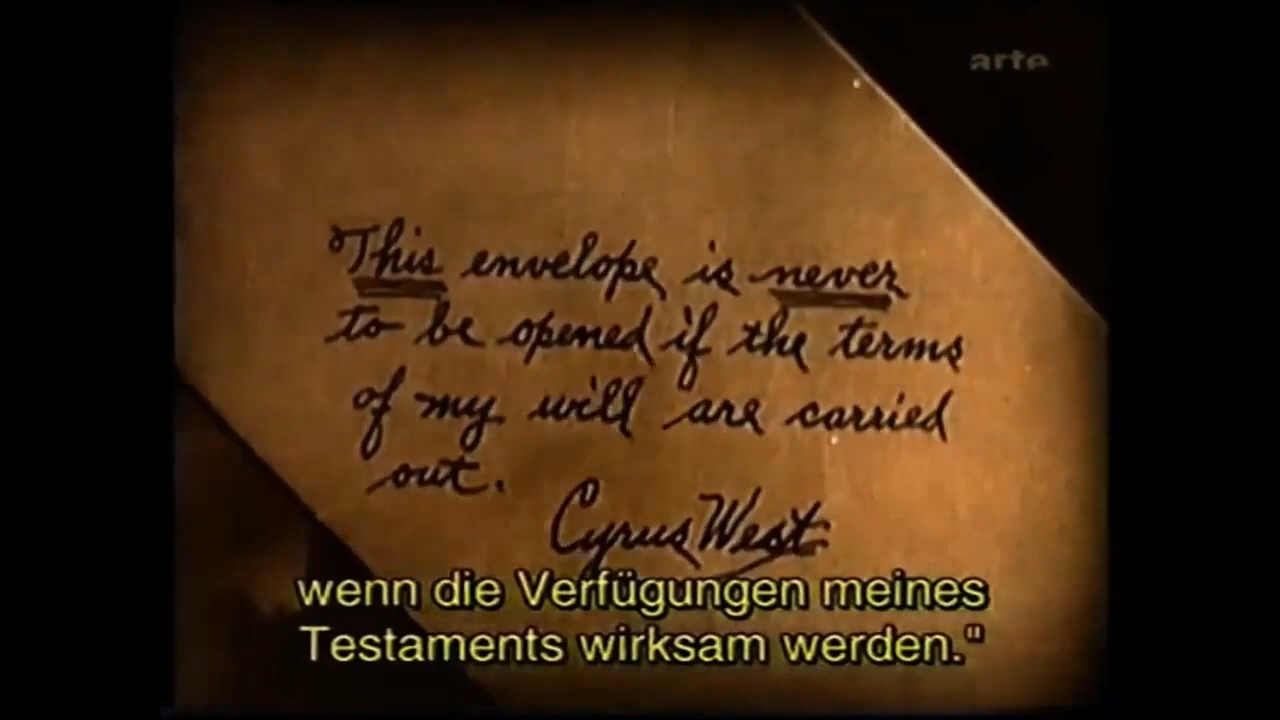 arte
This envelope is never
to be opened if the terms
of my will are carried
out.
Cyrus West
wenn die Verfügungen meines
Testaments wirksam werden."